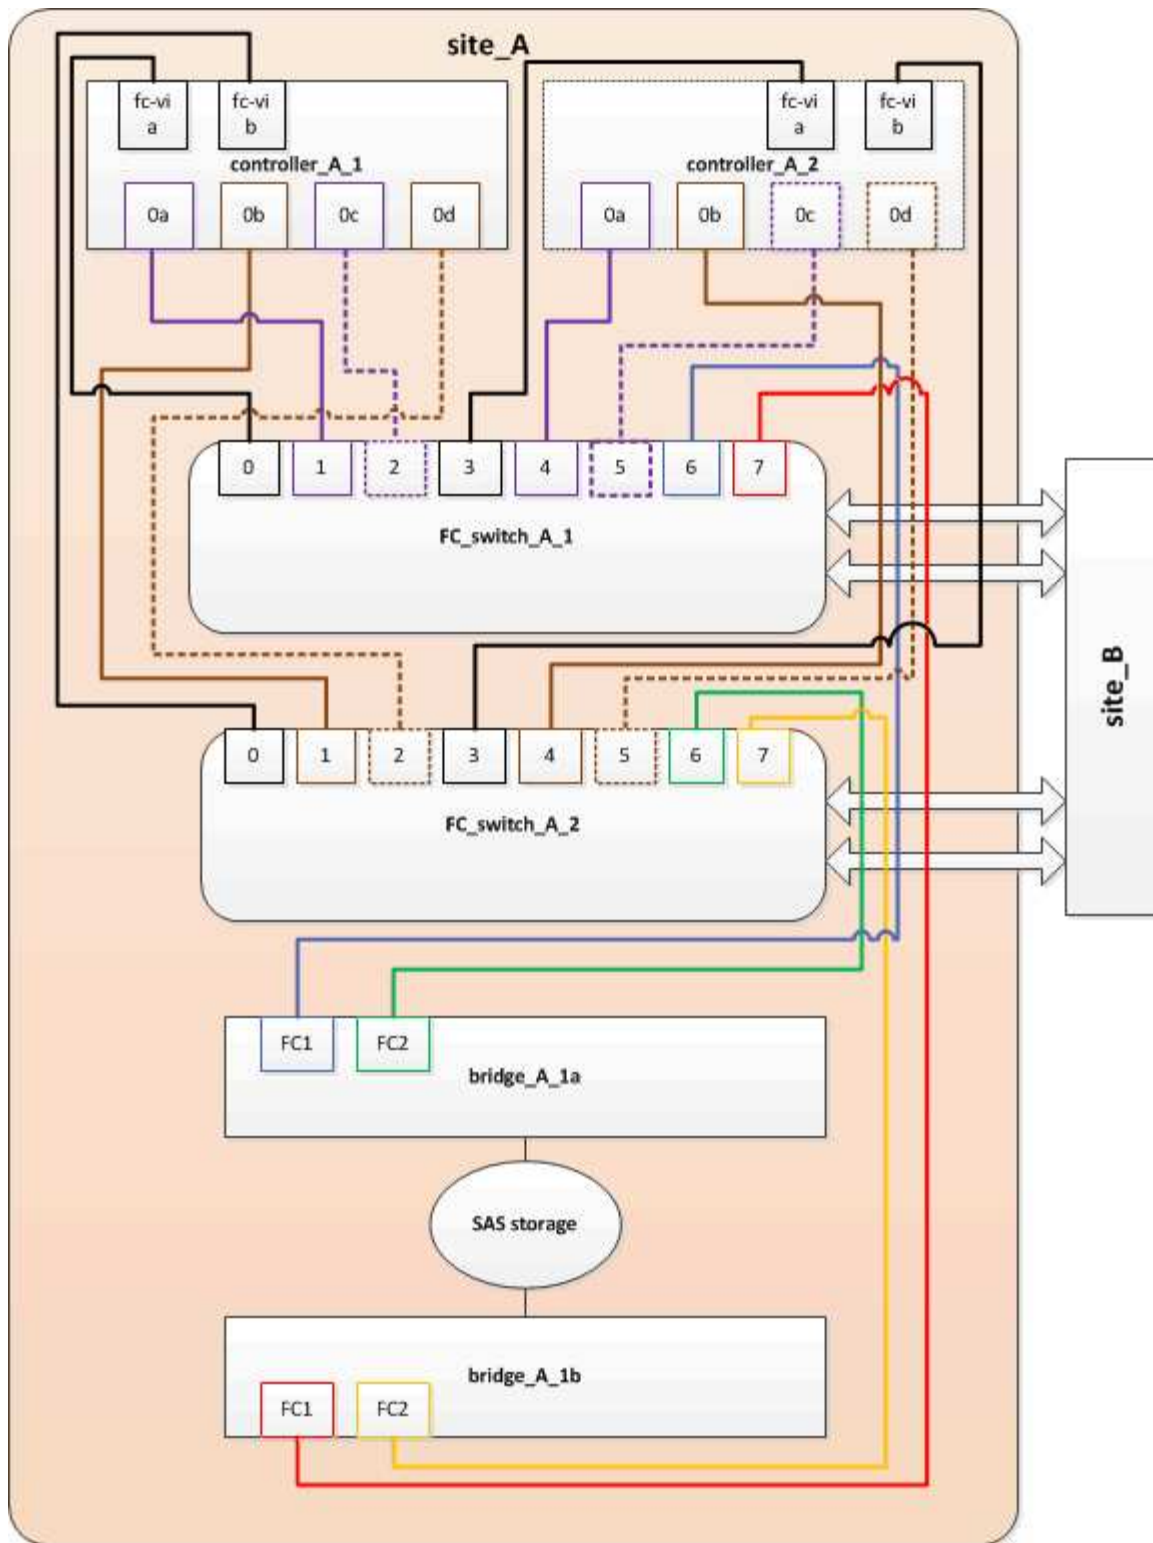 site_A
fc-vi
a
fc-vi
b
controller_A_1
0a
0b
0c
0d
fc-vi
a
fc-vi
b
controller_A_2
0a
0b
0c
0d
0
1
2
3
4
5
6
7
FC_switch_A_1
site_B
0
1
2
3
4
5
6
7
FC_switch_A_2
FC1
FC2
bridge_A_1a
SAS storage
bridge_A_1b
FC1
FC2